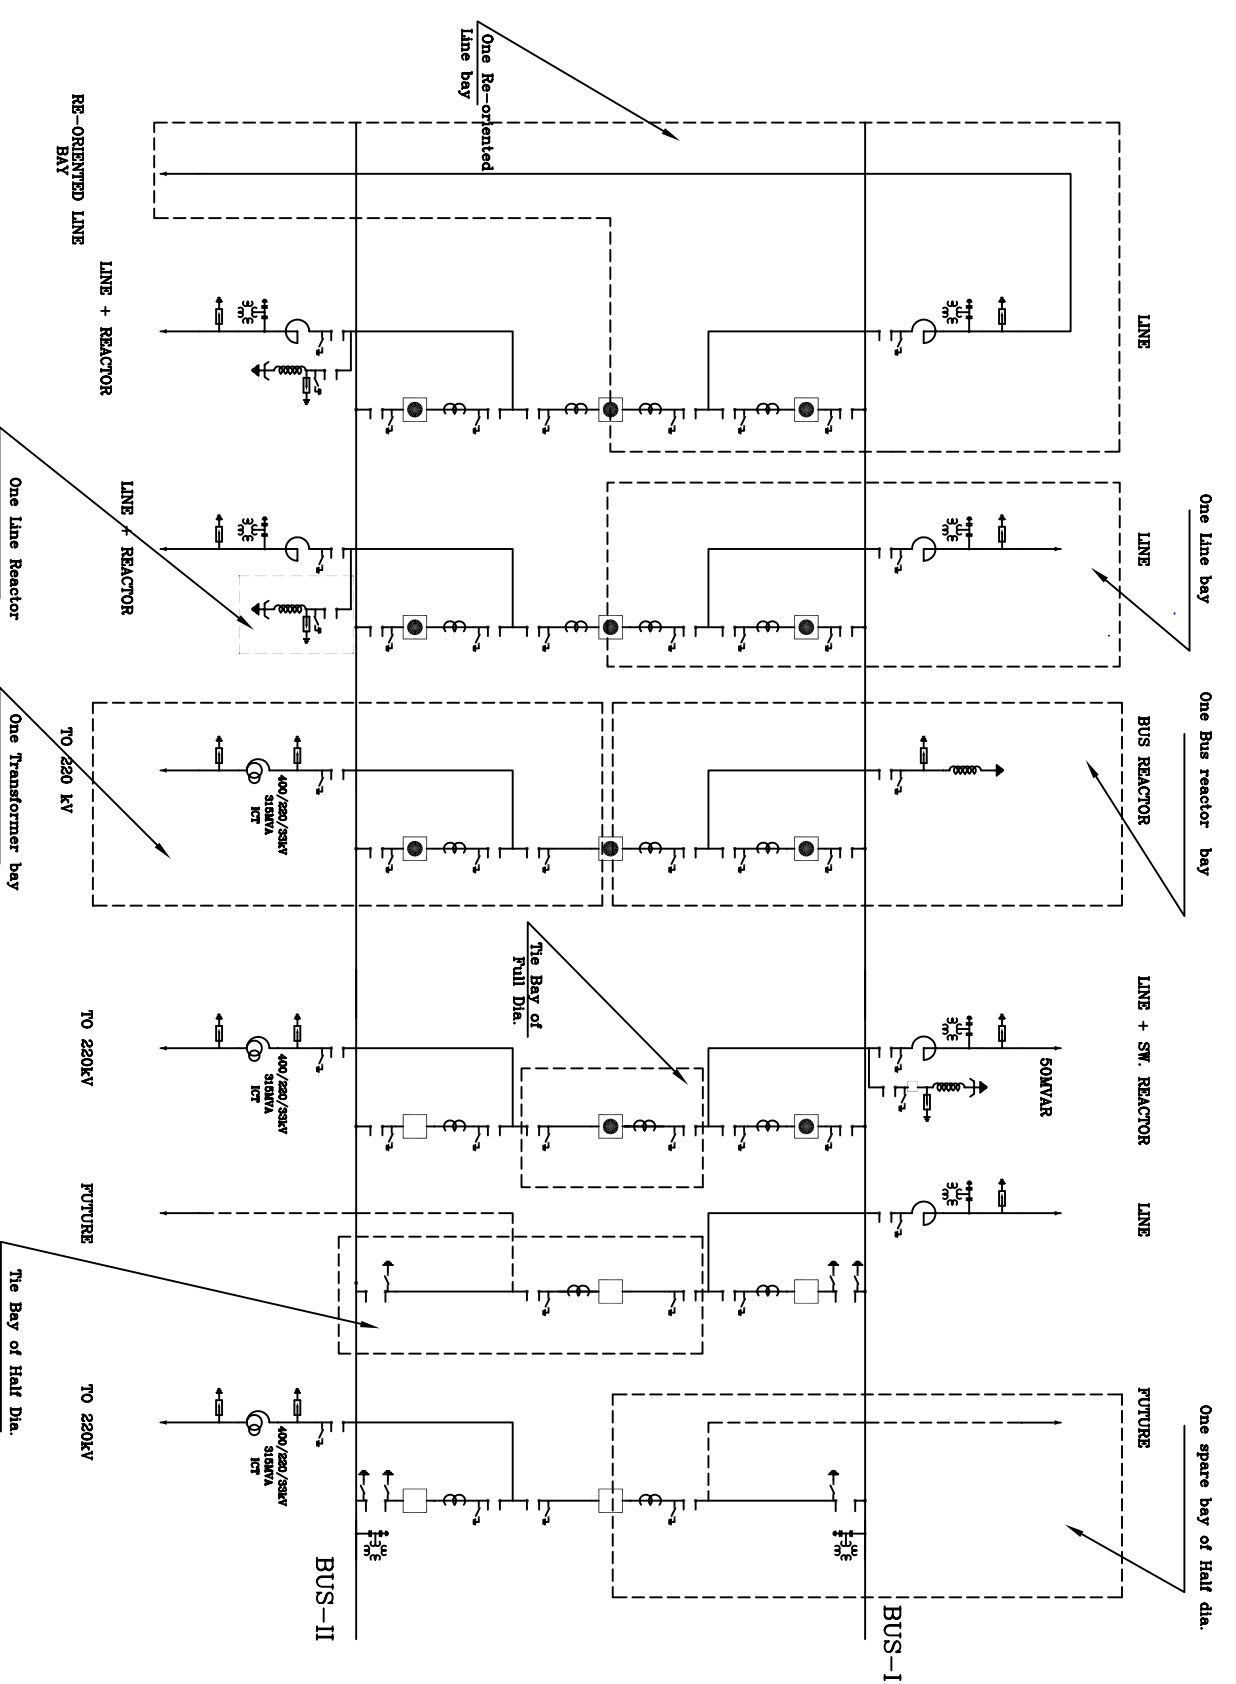 One Line bay
One Bus reactor bay
One spare bay of Half dia.
LINE
LINE
BUS REACTOR
LINE + SW. REACTOR
LINE
FUTURE
50MVAR
BUS-I
One Re-oriented
Line bay
Tie Bay of
Full Dia.
BUS-II
400/220/33kV
315MVA
ICT
400/220/33kV
315MVA
ICT
400/220/33kV
315MVA
ICT
RE-ORIENTED LINE
BAY
LINE + REACTOR
LINE + REACTOR
TO 220 kV
TO 220kV
FUTURE
TO 220kV
One Line Reactor
One Transformer bay
Tie Bay of Half Dia.